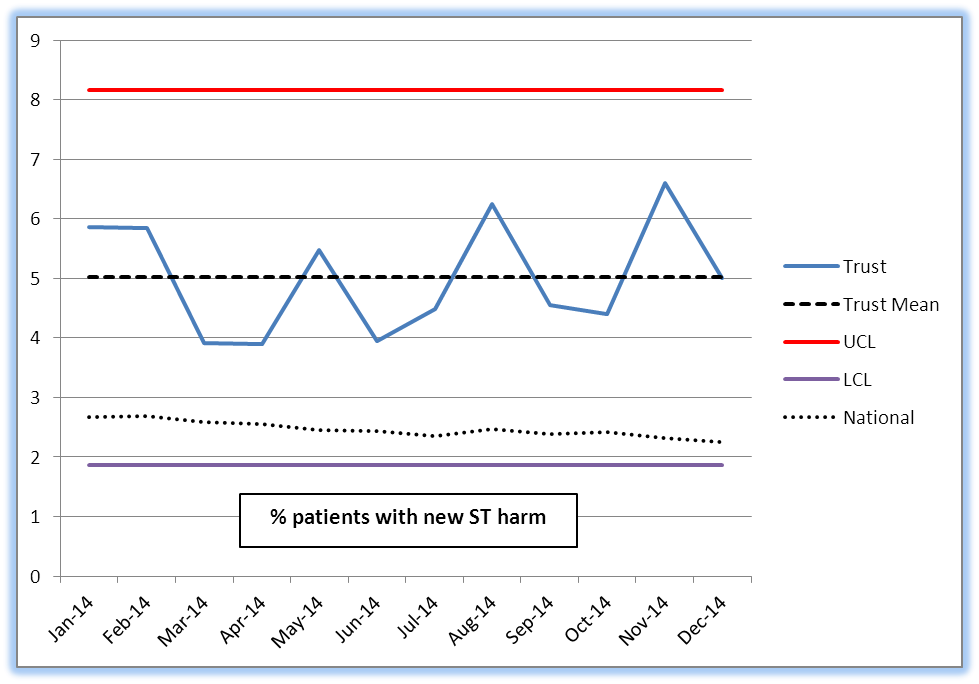 9
8
7
6
5
4
3
2
1
0
% patients with new ST harm
Jan-14
Feb-14
Mar-14
Apr-14
May-14
Jun-14
Jul-14
Aug-14
Sep-14
Oct-14
Nov-14
Dec-14
Trust
Trust Mean
UCL
LCL
National